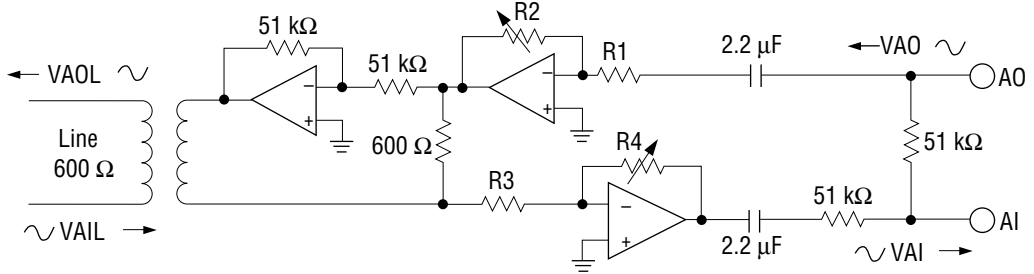 R2
51 kΩ
51 kΩ
R1
2.2 μF
VAO
AO
VAOL
−
+
−
+
Line
600 Ω
600 Ω
51 kΩ
R4
R3
−
+
51 kΩ
2.2 μF
AI
VAIL
VAI